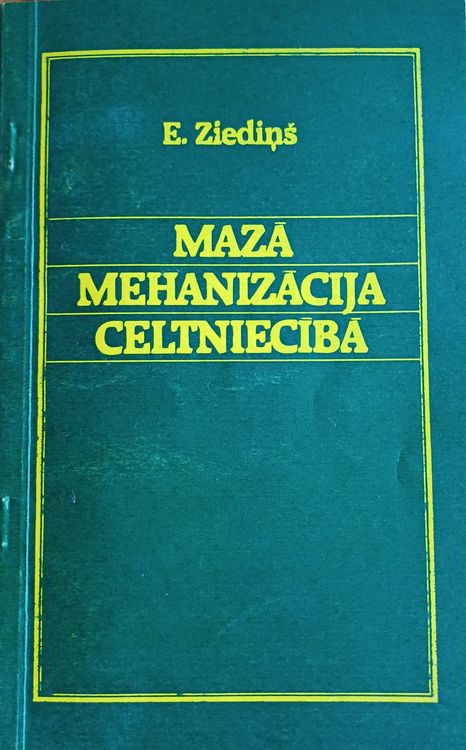 E. Ziediņš
MAZĀ
MEHANIZĀCIJA
CELTNIECĪBĀ